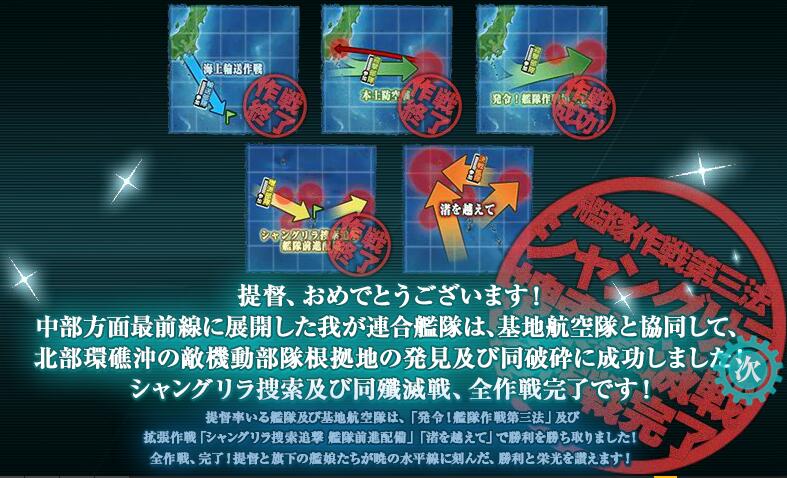 海上輸送作戦
作戦
終了
本土防空
作戦
終了
発令!艦隊作
作戦
成功
シャングリラ捜索追
艦隊前進配
作戦
終了
渚を越えて
艦隊作戦第三法
シャング
戦完了
提督、おめでとうございます!
中部方面最前線に展開した我が連合艦隊は、基地航空隊と協同して、
北部環礁沖の敵機動部隊根拠地の発見及び同破砕に成功しました!
シャングリラ捜索及び同殲滅戦、全作戦完了です!
次
提督率いる艦隊及び基地航空隊は、「発令!艦隊作戦第三法」及び
拡張作戦「シャングリラ捜索追撃 艦隊前進配備」「渚を越えて」で勝利を勝ち取りました!
全作戦、完了!提督と旗下の艦娘たちが暁の水平線に刻んだ、勝利と栄光を讃えます!